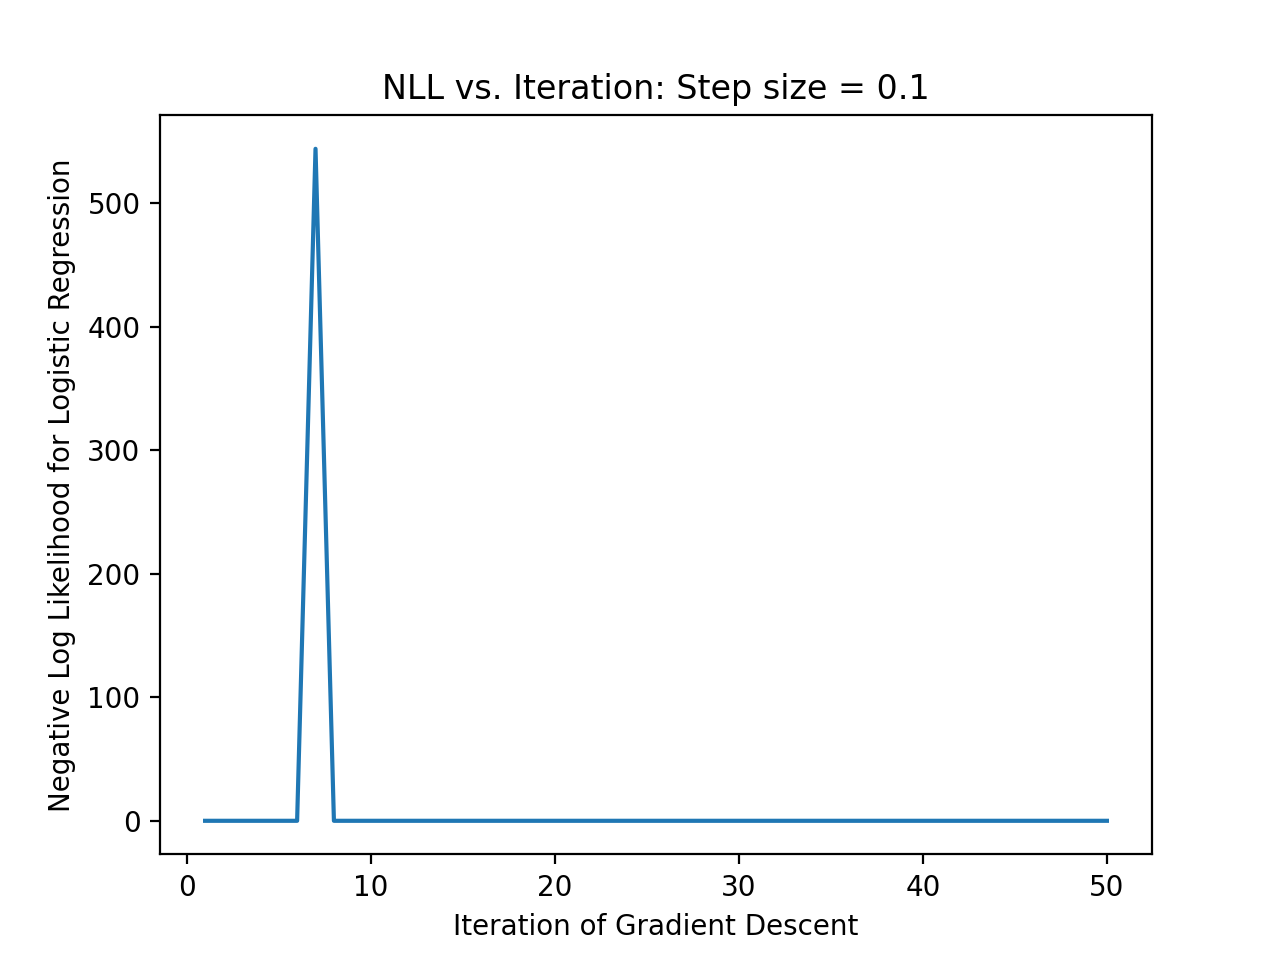 NLL vs. Iteration: Step size = 0.1
Negative Log Likelihood for Logistic Regression
500
400
300
200
100
0
0 10 20 30 40 50
Iteration of Gradient Descent